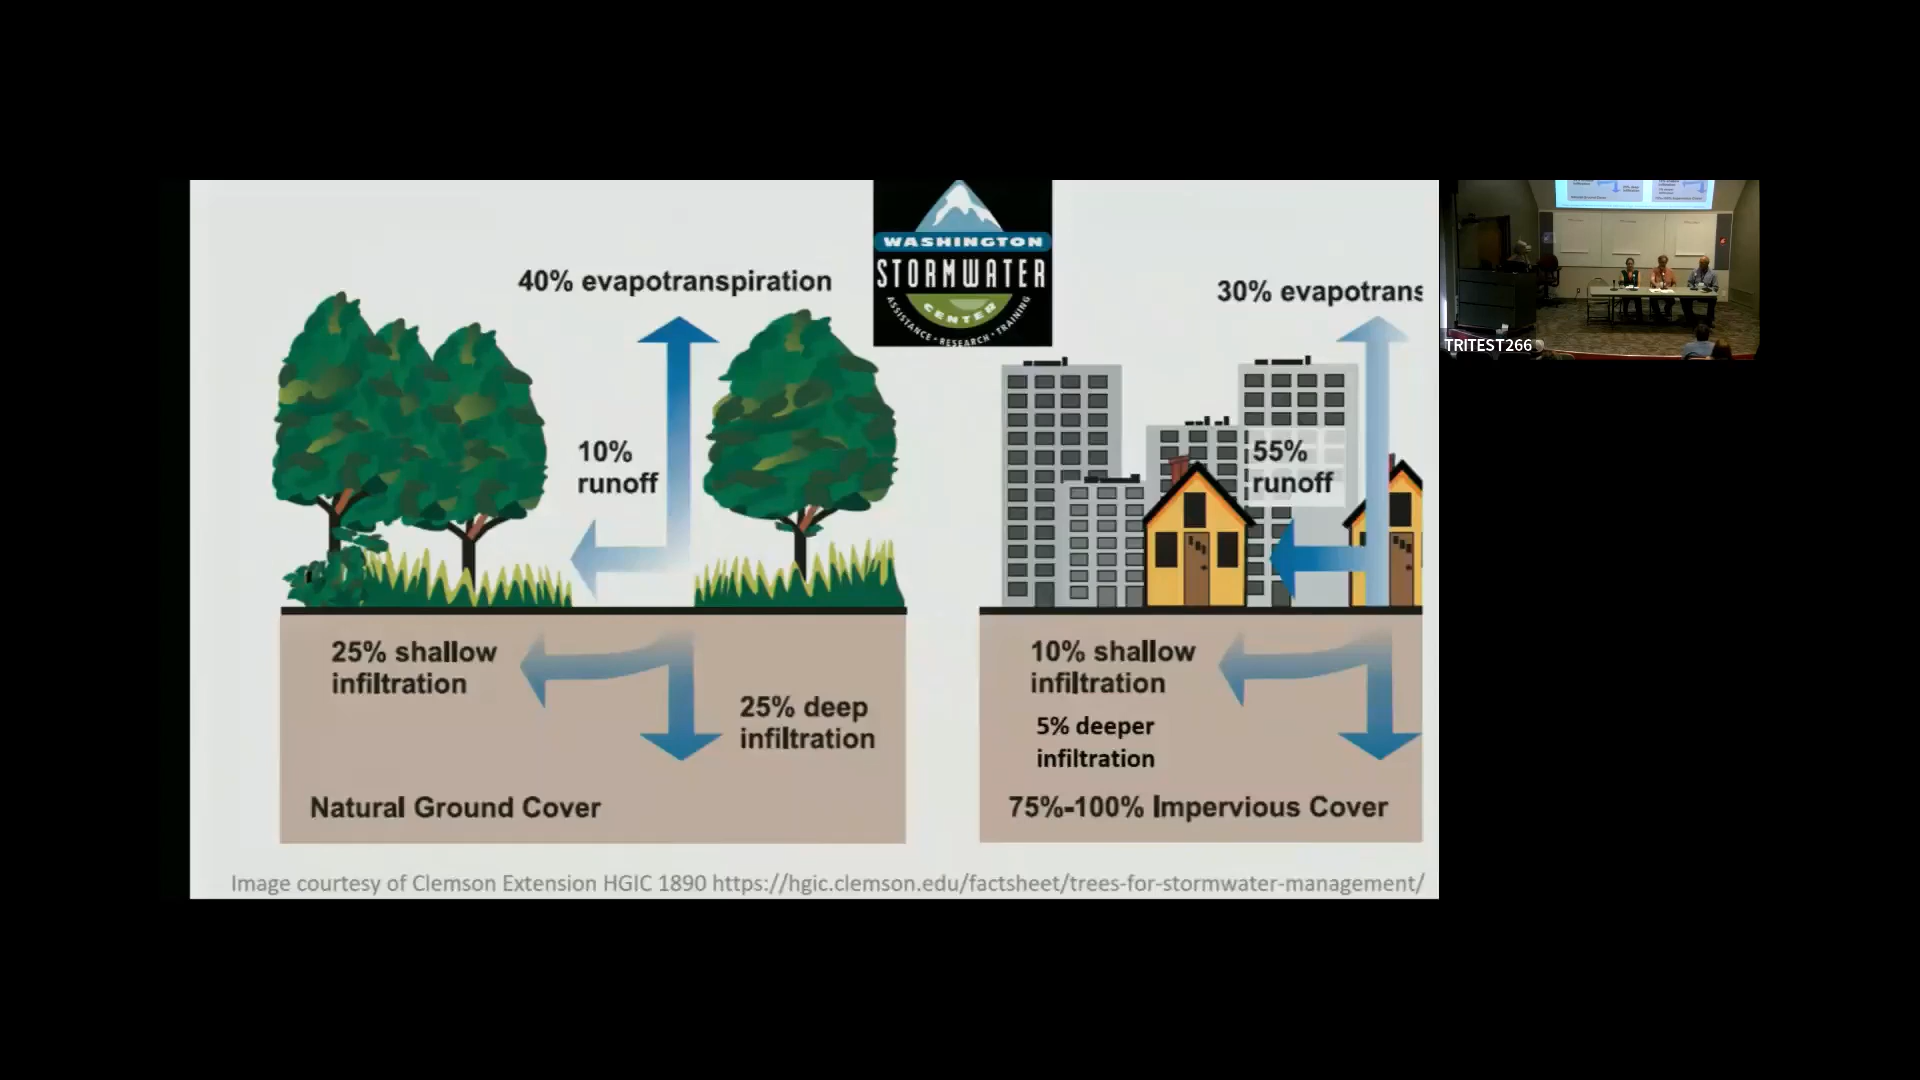 WASHINGTON
STORMWATER
CENTER
ASSISTANCE • RESEARCH • TRAINING
40% evapotranspiration
10%
runoff
25% shallow
infiltration
25% deep
infiltration
Natural Ground Cover
30% evapotrans
55%
runoff
10% shallow
infiltration
5% deeper
infiltration
75%-100% Impervious Cover
Image courtesy of Clemson Extension HGIC 1890 https://hgic.clemson.edu/factsheet/trees-for-stormwater-management/
TRITEST266